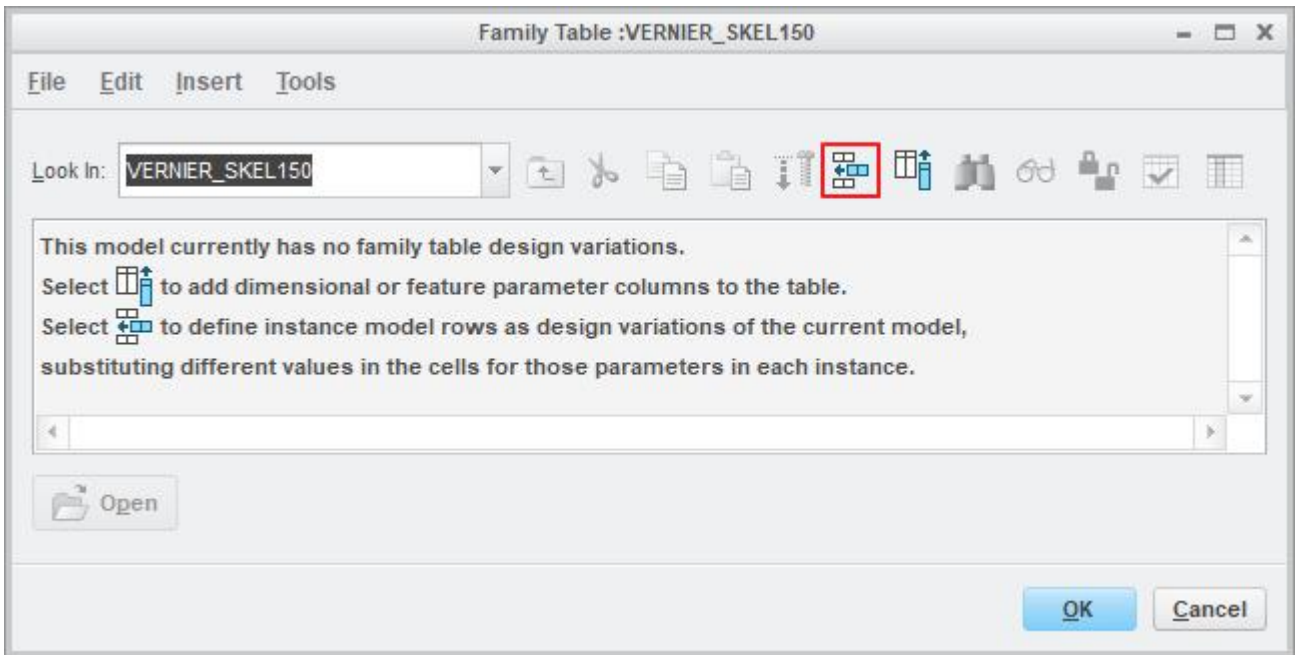 Family Table :VERNIER_SKEL150
File Edit Insert Tools
Look In: VERNIER_SKEL150
This model currently has no family table design variations.
Select to add dimensional or feature parameter columns to the table.
Select to define instance model rows as design variations of the current model,
substituting different values in the cells for those parameters in each instance.
Open
OK Cancel